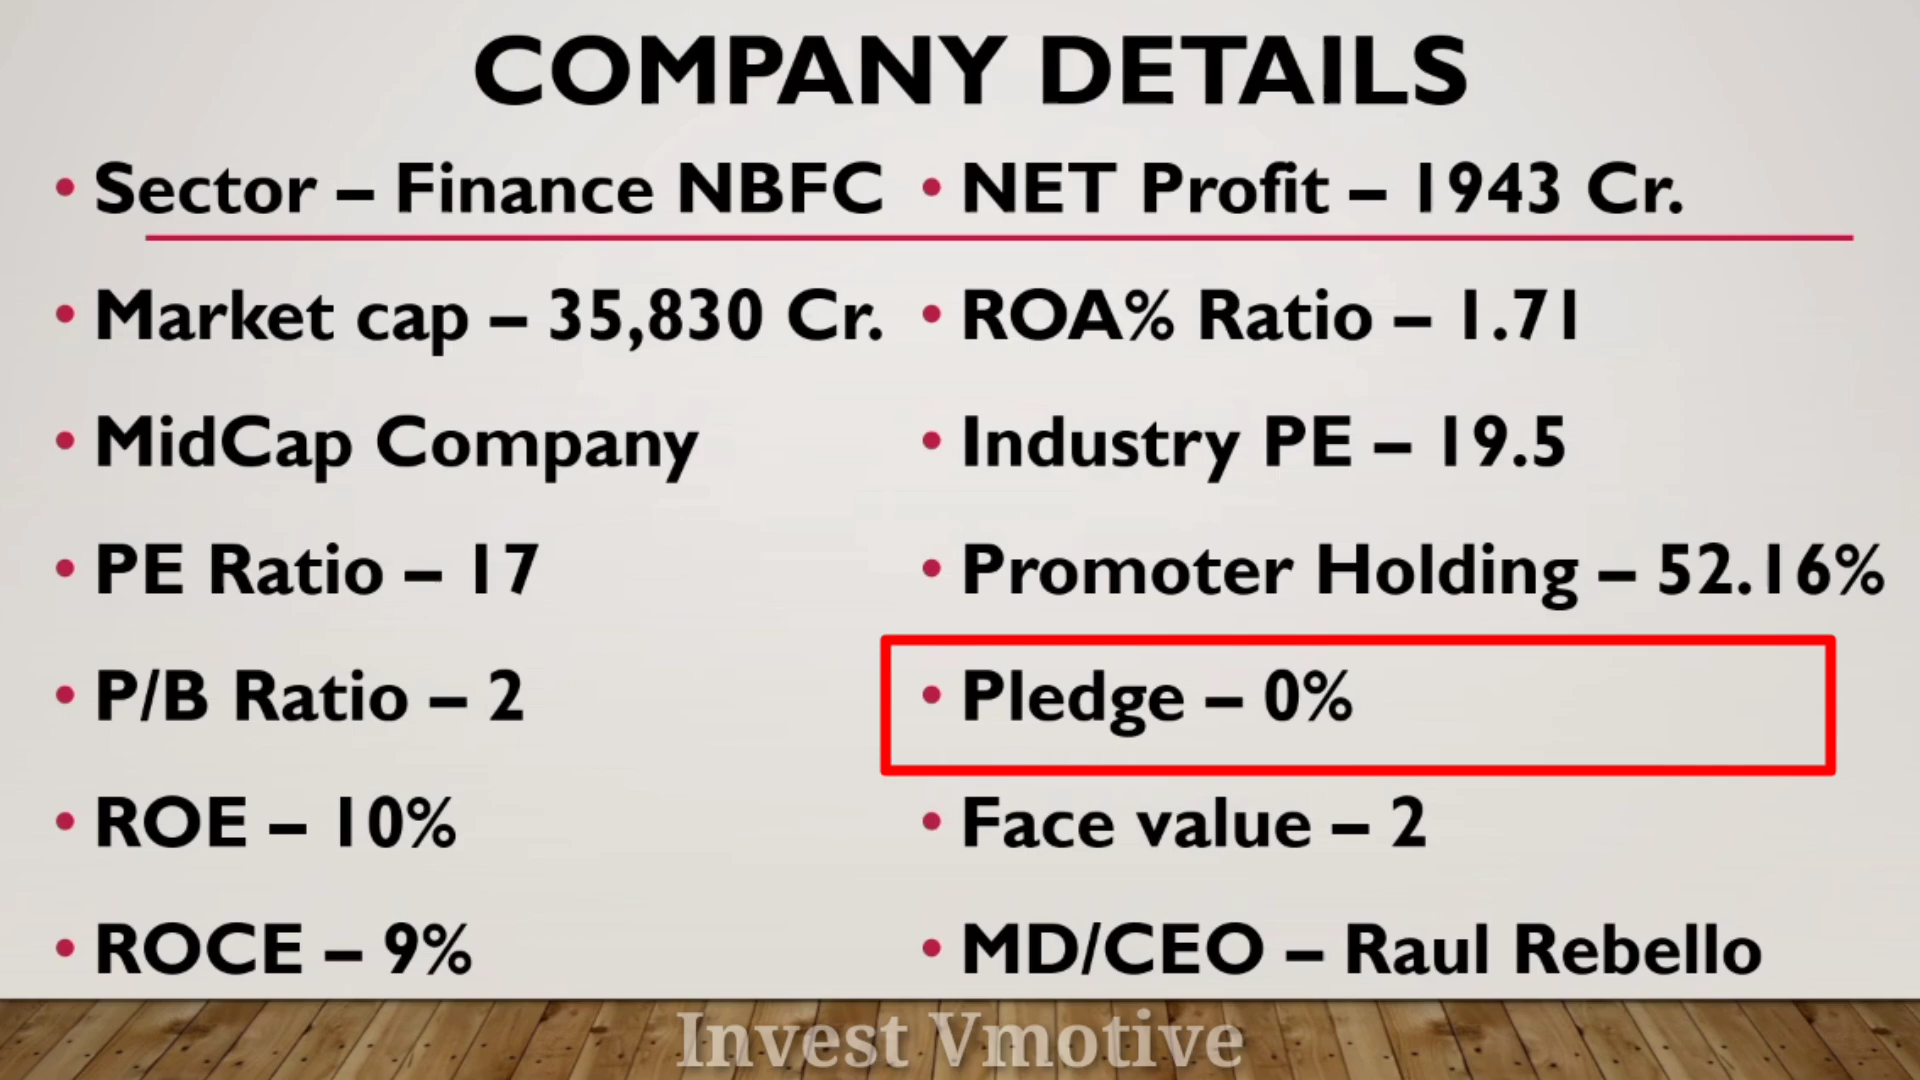 COMPANY DETAILS
• Sector – Finance NBFC
• Market cap – 35,830 Cr.
• MidCap Company
• PE Ratio – 17
• P/B Ratio – 2
• ROE – 10%
• ROCE – 9%
• NET Profit – 1943 Cr.
• ROA% Ratio – 1.71
• Industry PE – 19.5
• Promoter Holding – 52.16%
• Pledge – 0%
• Face value – 2
• MD/CEO – Raul Rebello
Invest Vmotive